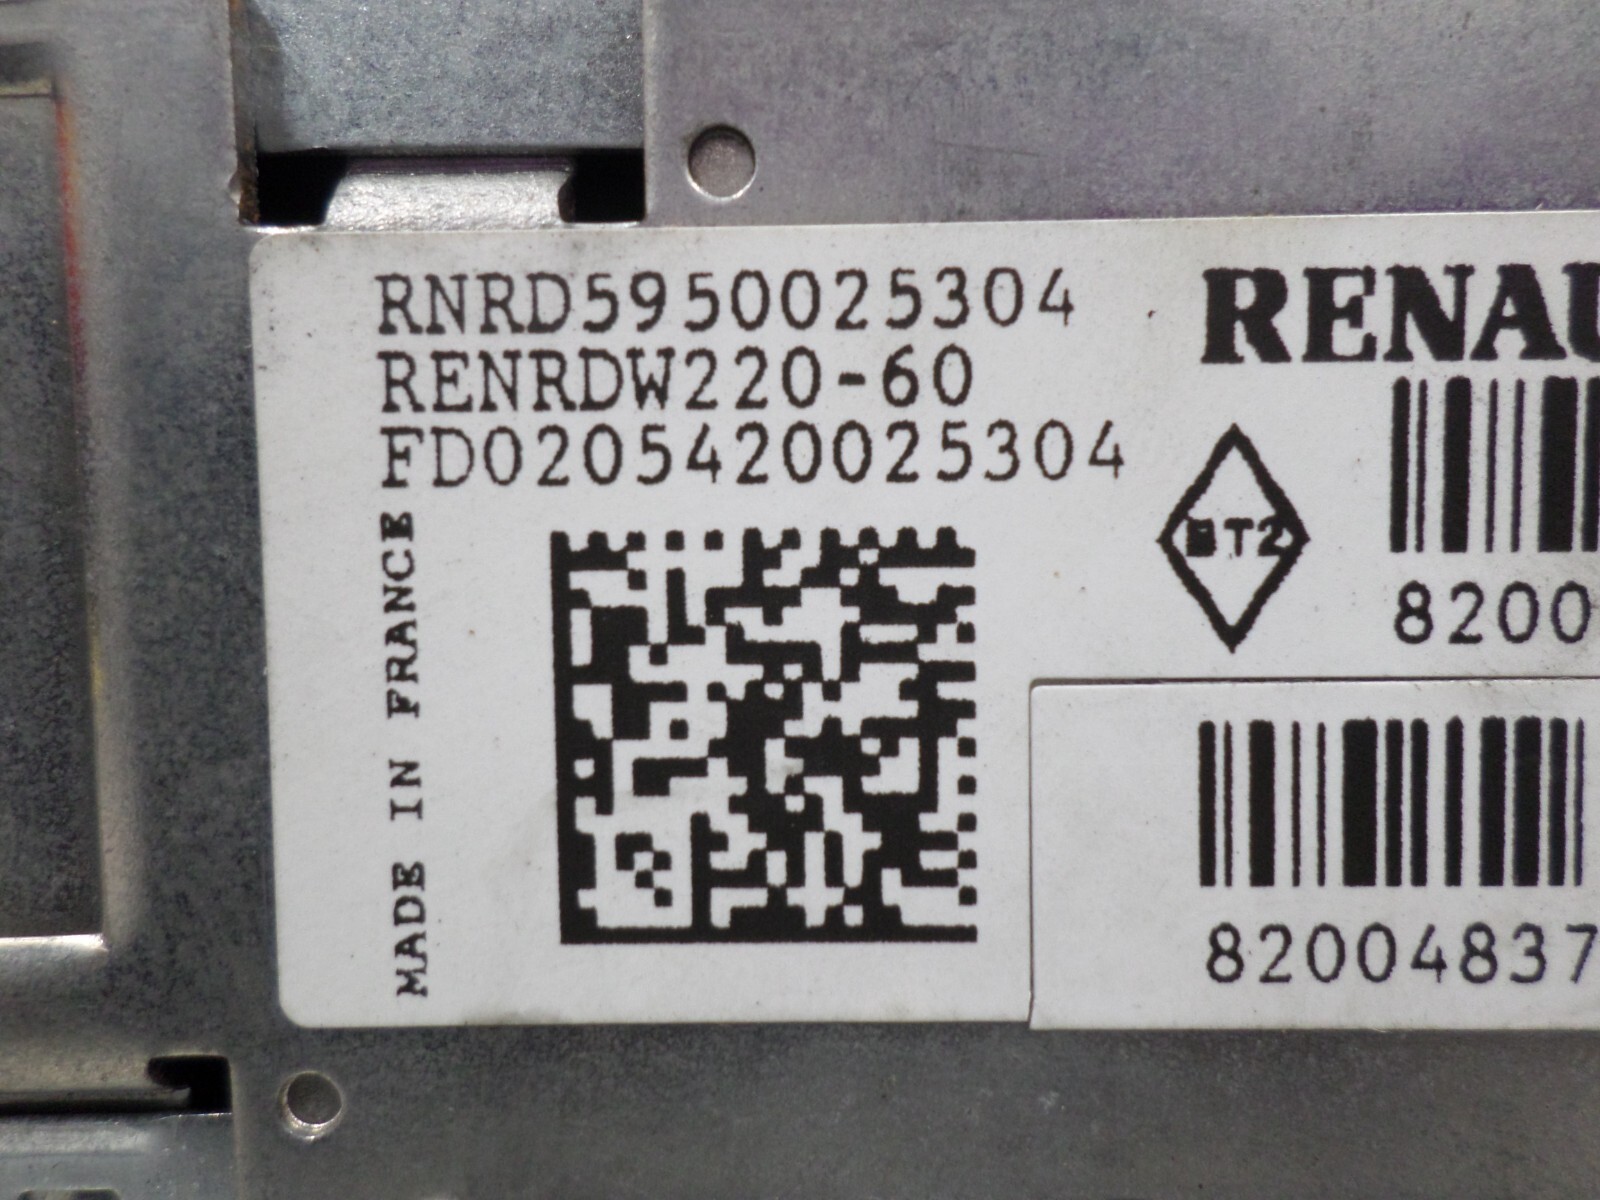 RNRD5950025304
RENRDW220-60
FD0205420025304
MADE IN FRANCE
RENAU
BT2
8200
82004837